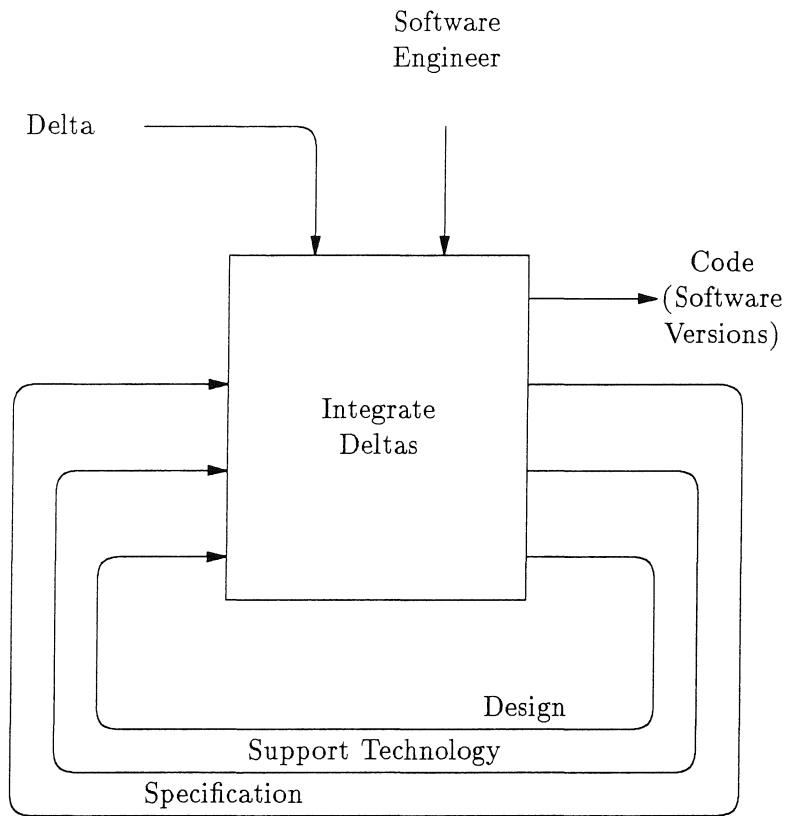 Software
Engineer
Delta
Code
(Software
Versions)
Integrate
Deltas
Design
Support Technology
Specification